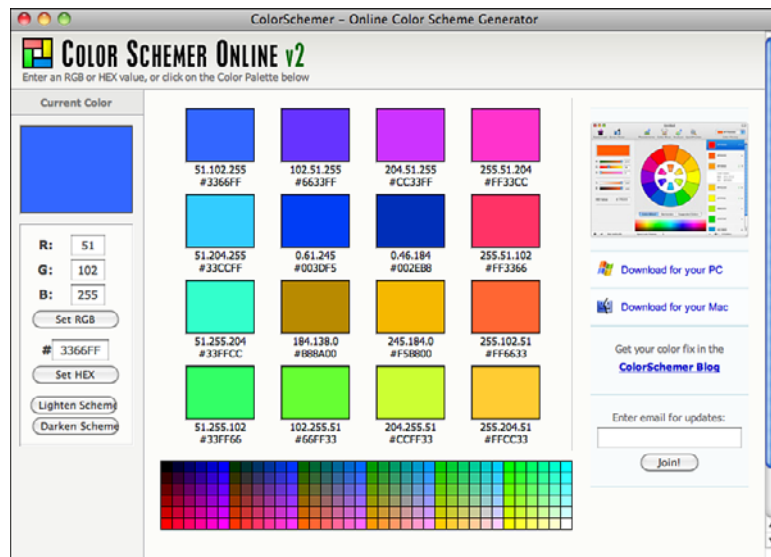 ColorSchemer – Online Color Scheme Generator
COLOR SCHEMER ONLINE v2
Enter an RGB or HEX value, or click on the Color Palette below
Current Color
R: 51
G: 102
B: 255
Set RGB
# 3366FF
Set HEX
Lighten Scheme
Darken Scheme
51.102.255 102.51.255 204.51.255 255.51.204
#3366FF #6633FF #CC33FF #FF33CC
51.204.255 0.61.245 0.46.184 255.51.102
#33CCFF #003DF5 #002EB8 #FF3366
51.255.204 184.138.0 245.184.0 255.102.51
#33FFCC #B88A00 #F5B800 #FF6633
51.255.102 102.255.51 204.255.51 255.204.51
#33FF66 #66FF33 #CCFF33 #FFCC33
Download for your PC
Download for your Mac
Get your color fix in the
ColorSchemer Blog
Enter email for updates:
Join!